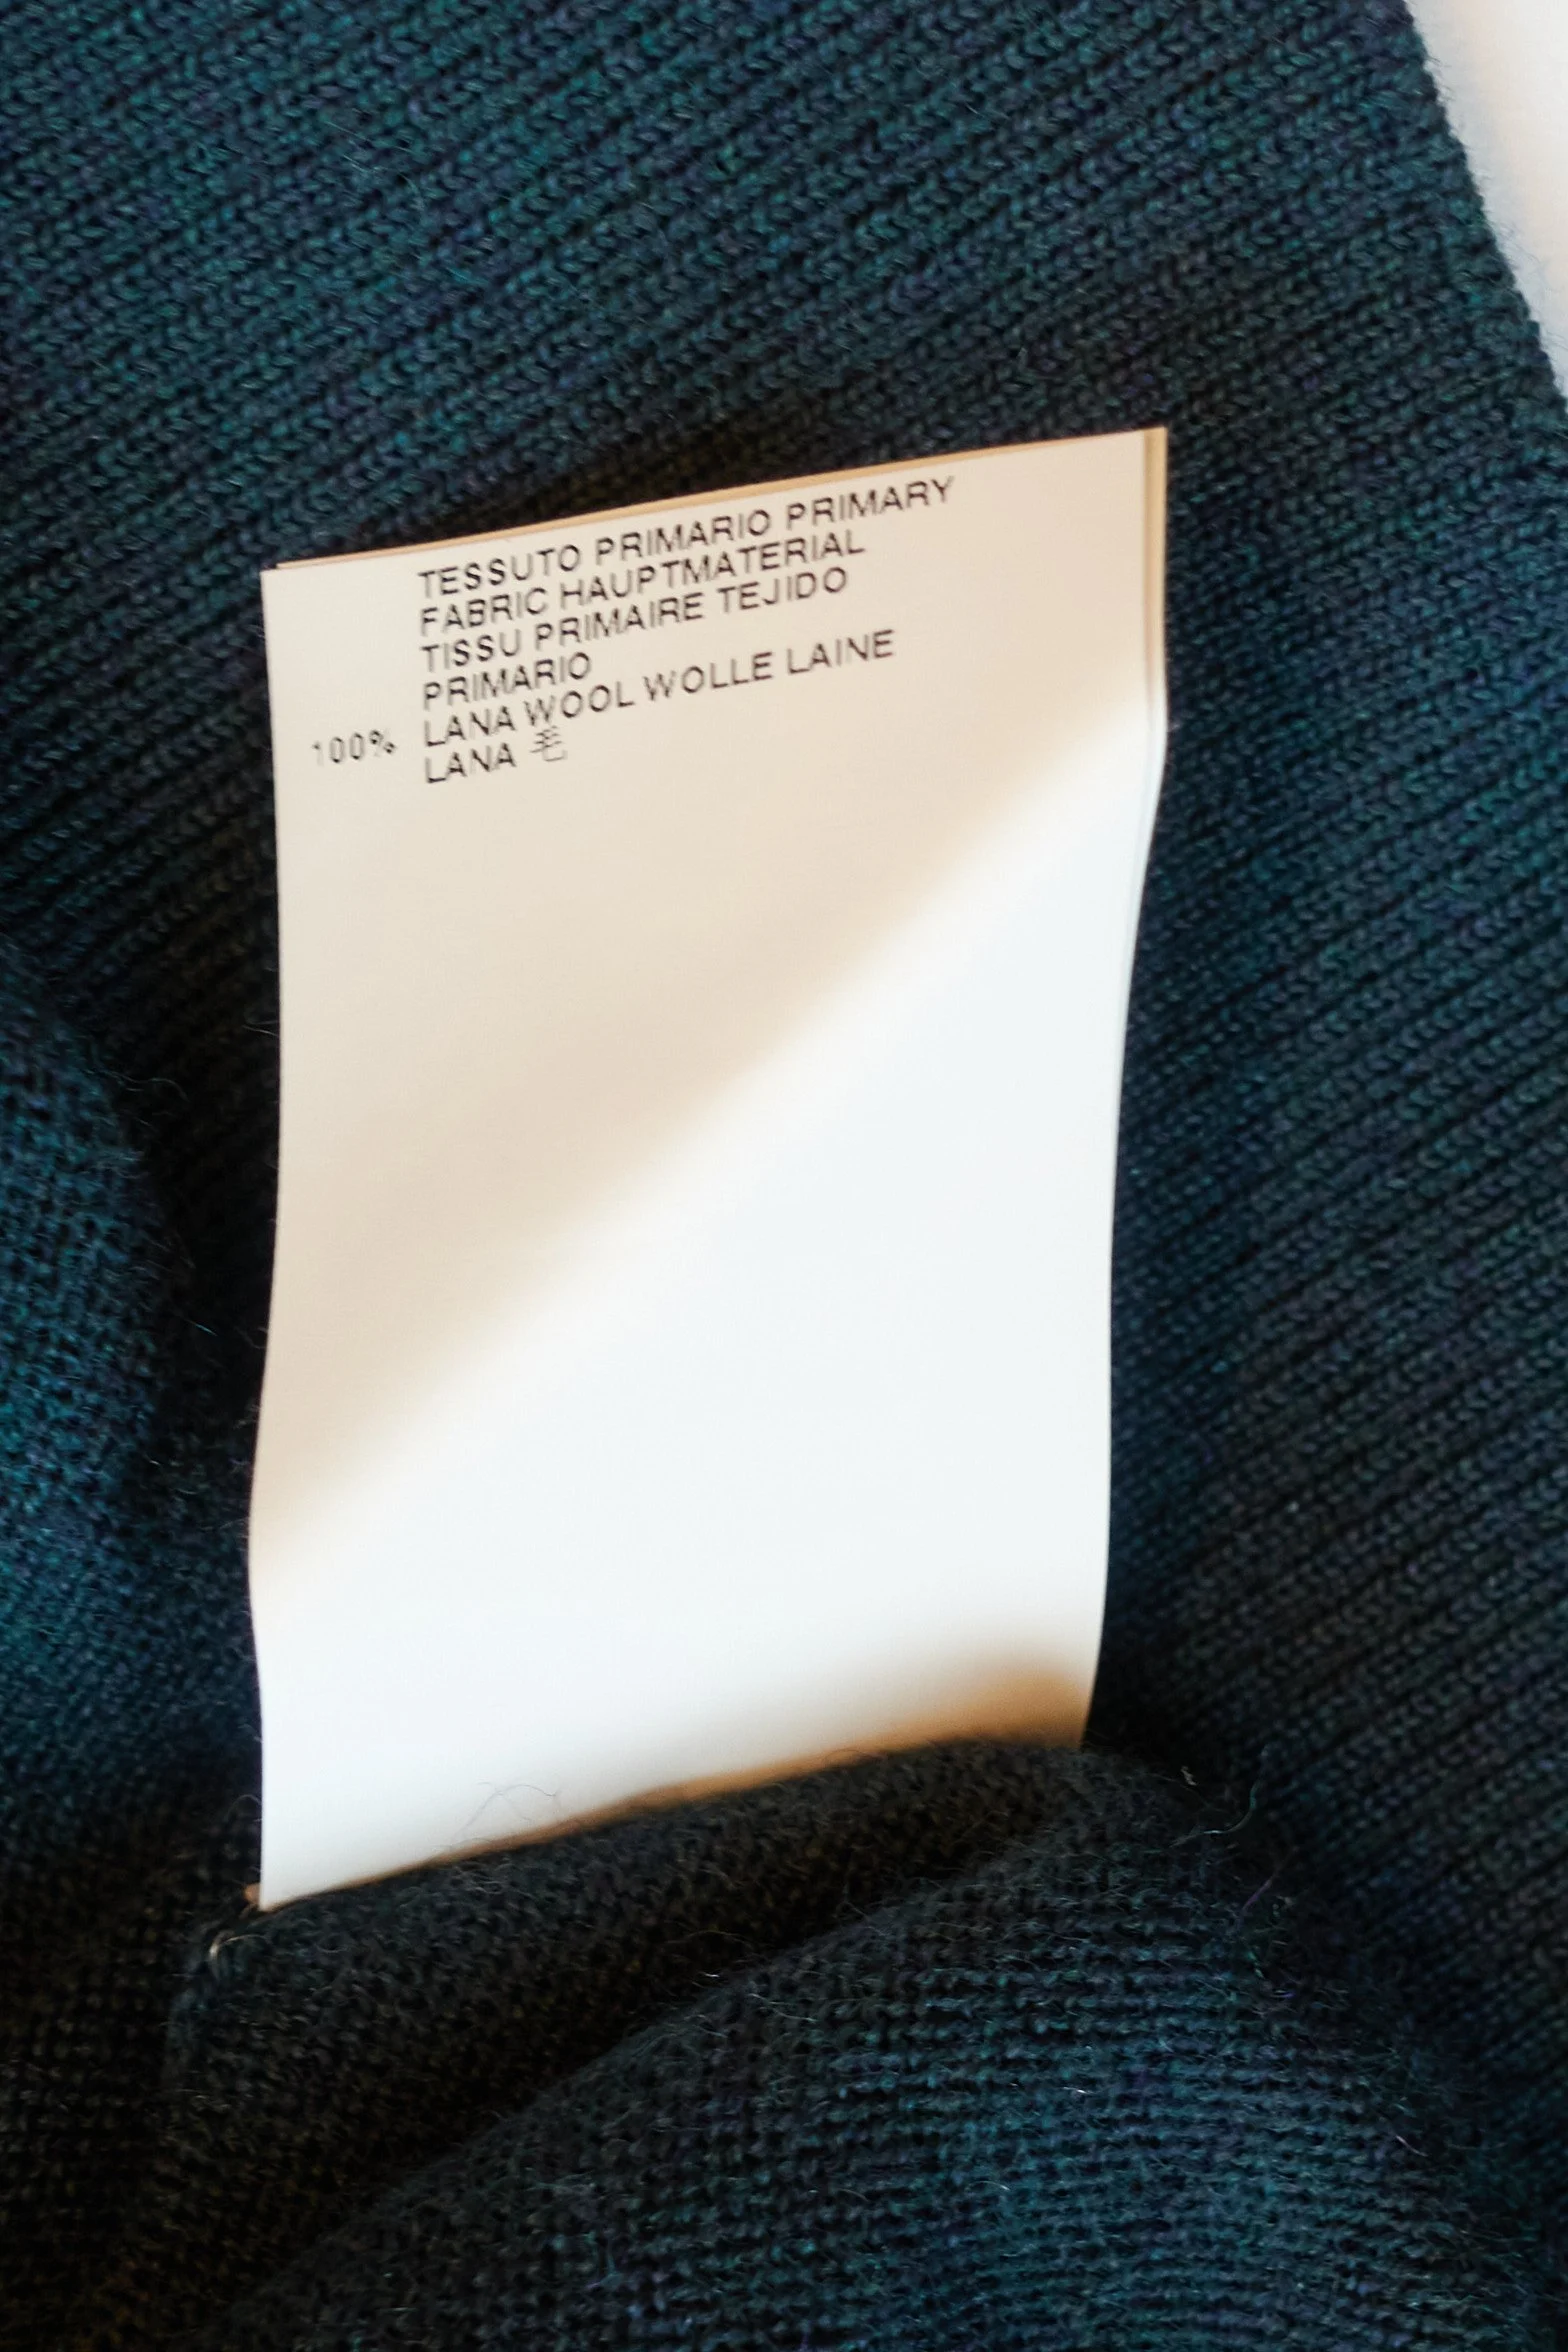 TESSUTO PRIMARIO PRIMARY
FABRIC HAUPTMATERIAL
TISSU PRIMAIRE TEJIDO
PRIMARIO
100% LANA WOOL WOLLE LAINE
LANA 毛